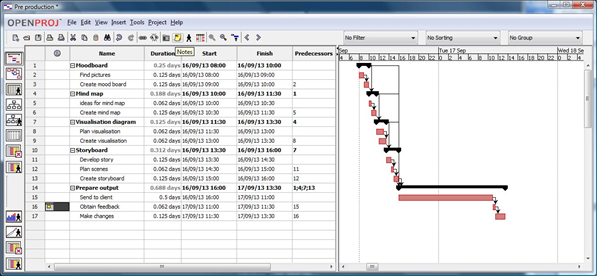 Pre production *
OPENPROJ File Edit View Insert Tools Project Help
No Filter No Sorting No Group
Notes
Name Duration Start Finish Predecessors
Sep Tue 17 Sep Wed 18 Sep
1 Moodboard 0.25 days 16/09/13 08:00 16/09/13 10:00
2 Find pictures 0.125 days 16/09/13 08:00 16/09/13 09:00
3 Create mood board 0.125 days 16/09/13 09:00 16/09/13 10:00 2
4 Mind map 0.188 days 16/09/13 10:00 16/09/13 11:30 1
5 ideas for mind map 0.062 days 16/09/13 10:00 16/09/13 10:30
6 Create mind map 0.125 days 16/09/13 10:30 16/09/13 11:30 5
7 Visualisation diagram 0.125 days 16/09/13 11:30 16/09/13 13:30 4
8 Plan visualisation 0.062 days 16/09/13 11:30 16/09/13 13:00
9 Create visualisation 0.062 days 16/09/13 13:00 16/09/13 13:30 8
10 Storyboard 0.312 days 16/09/13 13:30 16/09/13 16:00 7
11 Develop story 0.125 days 16/09/13 13:30 16/09/13 14:30
12 Plan scenes 0.062 days 16/09/13 14:30 16/09/13 15:00 11
13 Create storyboard 0.125 days 16/09/13 15:00 16/09/13 16:00 12
14 Prepare output 0.688 days 16/09/13 16:00 17/09/13 13:30 1;4;7;13
15 Send to client 0.5 days 16/09/13 16:00 17/09/13 11:00
16 Obtain feedback 0.062 days 17/09/13 11:00 17/09/13 11:30 15
17 Make changes 0.125 days 17/09/13 11:30 17/09/13 13:30 16